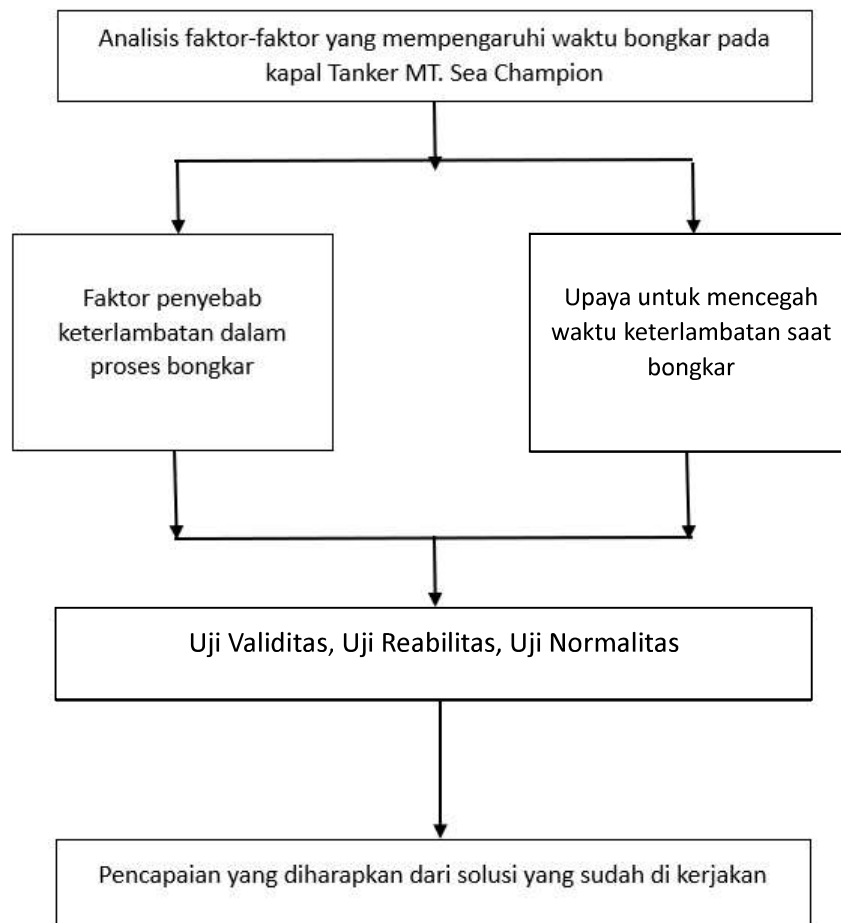 Analisis faktor-faktor yang mempengaruhi waktu bongkar pada
kapal Tanker MT. Sea Champion
Faktor penyebab
keterlambatan dalam
proses bongkar
Upaya untuk mencegah
waktu keterlambatan saat
bongkar
Uji Validitas, Uji Reabilitas, Uji Normalitas
Pencapaian yang diharapkan dari solusi yang sudah di kerjakan